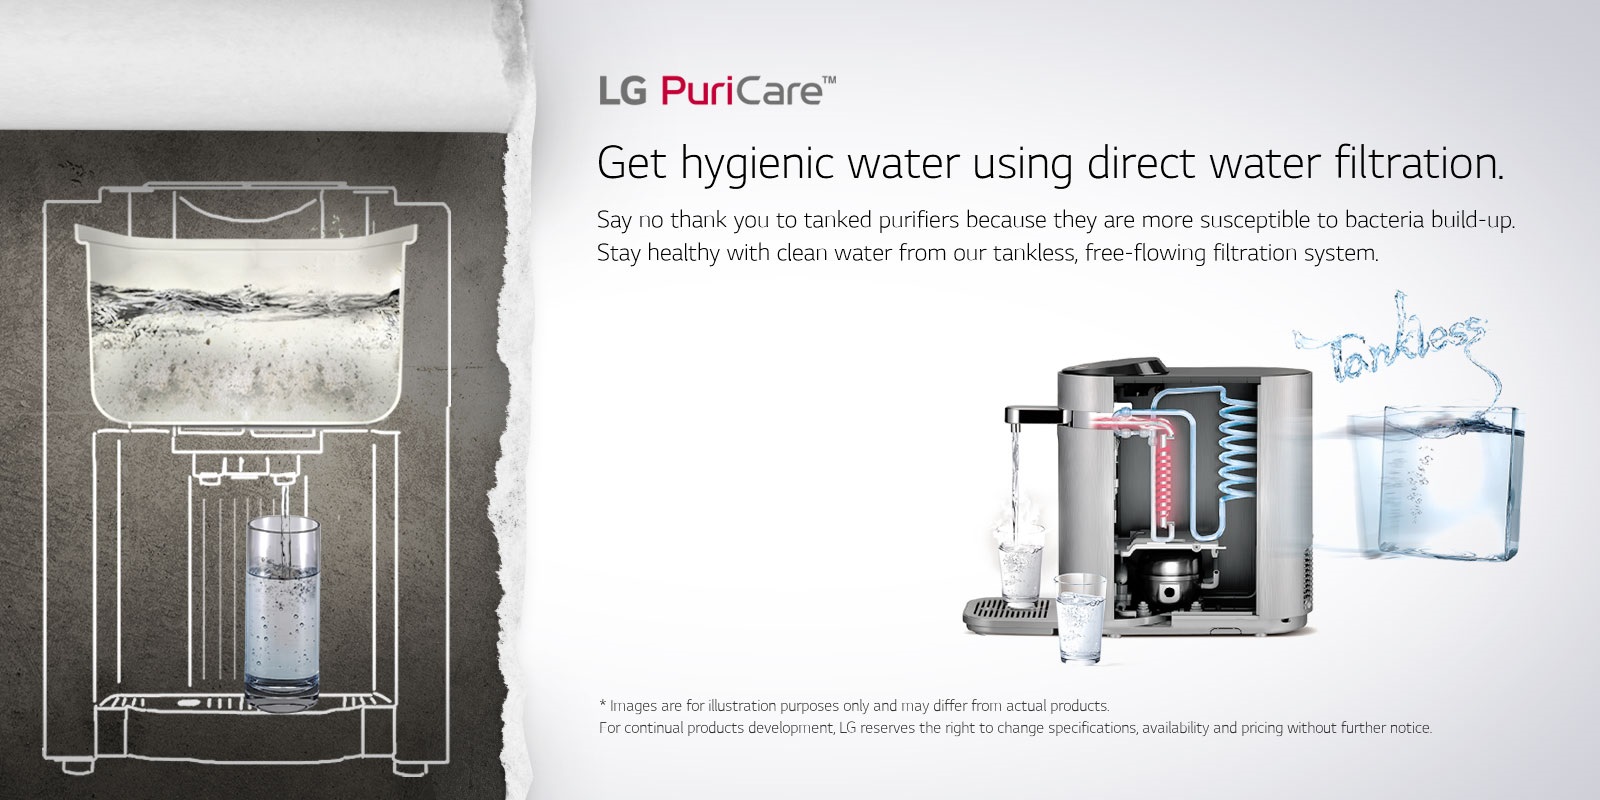 LG PuriCare™
Get hygienic water using direct water filtration.
Say no thank you to tanked purifiers because they are more susceptible to bacteria build-up.
Stay healthy with clean water from our tankless, free-flowing filtration system.
Tankless
* Images are for illustration purposes only and may differ from actual products.
For continual products development, LG reserves the right to change specifications, availability and pricing without further notice.